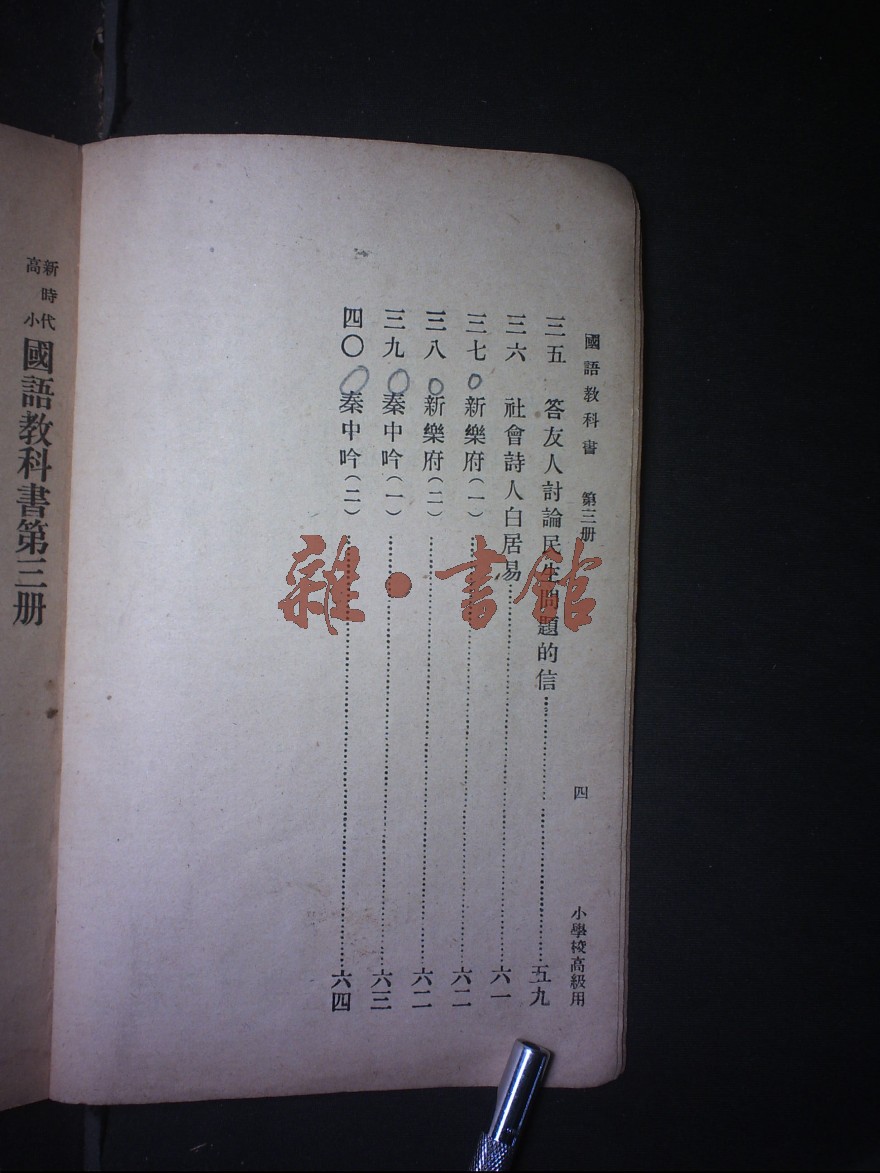 國語教科書 第三册 四 小學校高級用
三五 答友人討論民生問題的信 五九
三六 社會詩人白居易 六一
三七 新樂府(一) 六二
三八 新樂府(二) 六二
三九 秦中吟(一) 六三
四〇 秦中吟(二) 六四
雜·書館
新時代
高小
國語教科書第三册